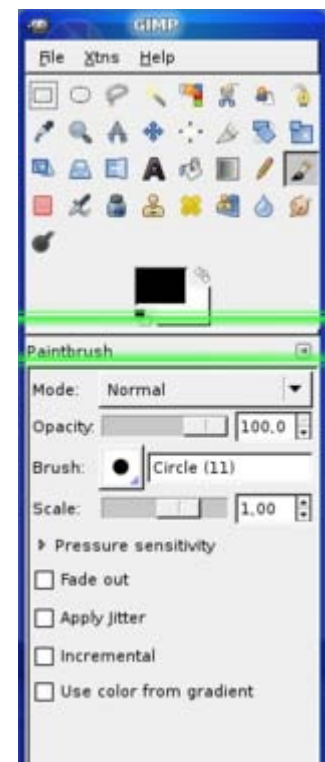 GIMP
File Xtns Help
Paintbrush
Mode: Normal
Opacity: 100,0
Brush: Circle (11)
Scale: 1,00
Pressure sensitivity
Fade out
Apply Jitter
Incremental
Use color from gradient